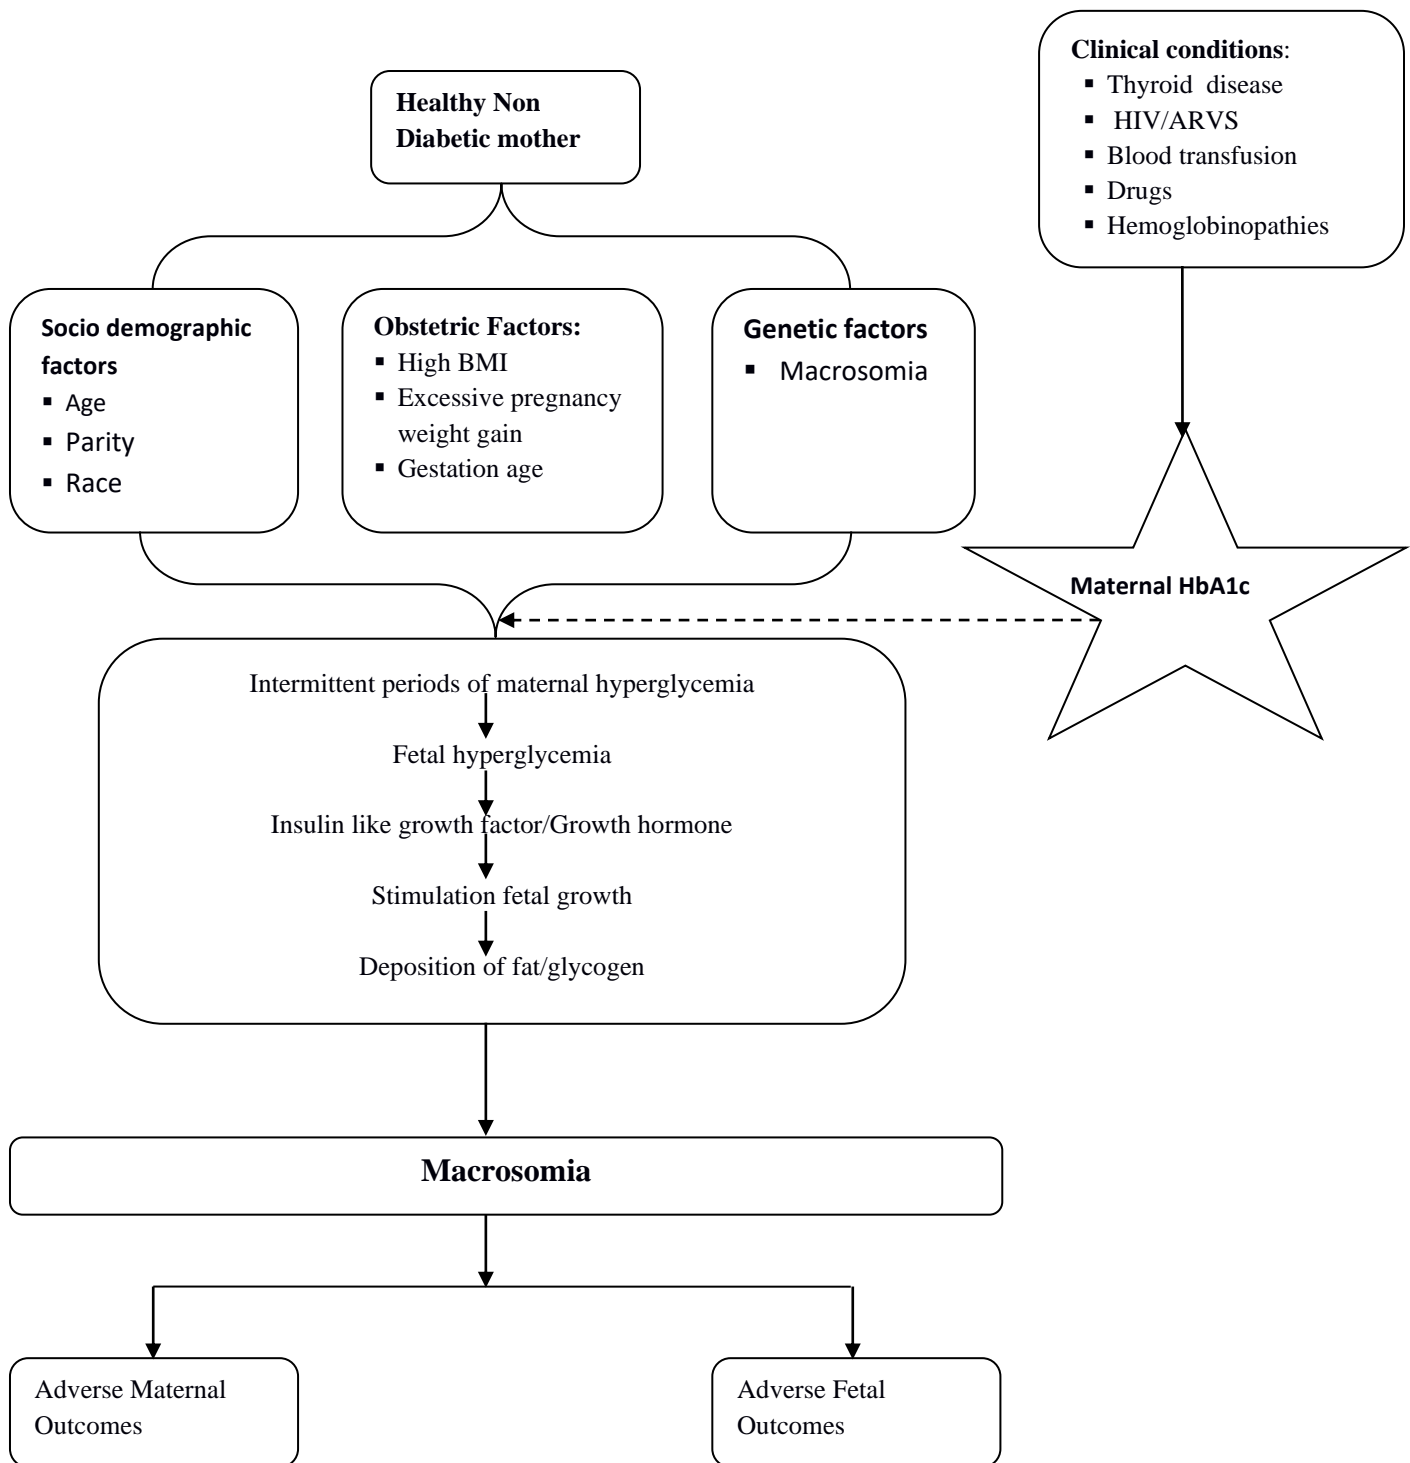 Clinical conditions:
▪ Thyroid disease
▪ HIV/ARVS
▪ Blood transfusion
▪ Drugs
▪ Hemoglobinopathies
Healthy Non
Diabetic mother
Socio demographic
factors
▪ Age
▪ Parity
▪ Race
Obstetric Factors:
▪ High BMI
▪ Excessive pregnancy
weight gain
▪ Gestation age
Genetic factors
▪ Macrosomia
Maternal HbA1c
Intermittent periods of maternal hyperglycemia
Fetal hyperglycemia
Insulin like growth factor/Growth hormone
Stimulation fetal growth
Deposition of fat/glycogen
Macrosomia
Adverse Maternal
Outcomes
Adverse Fetal
Outcomes